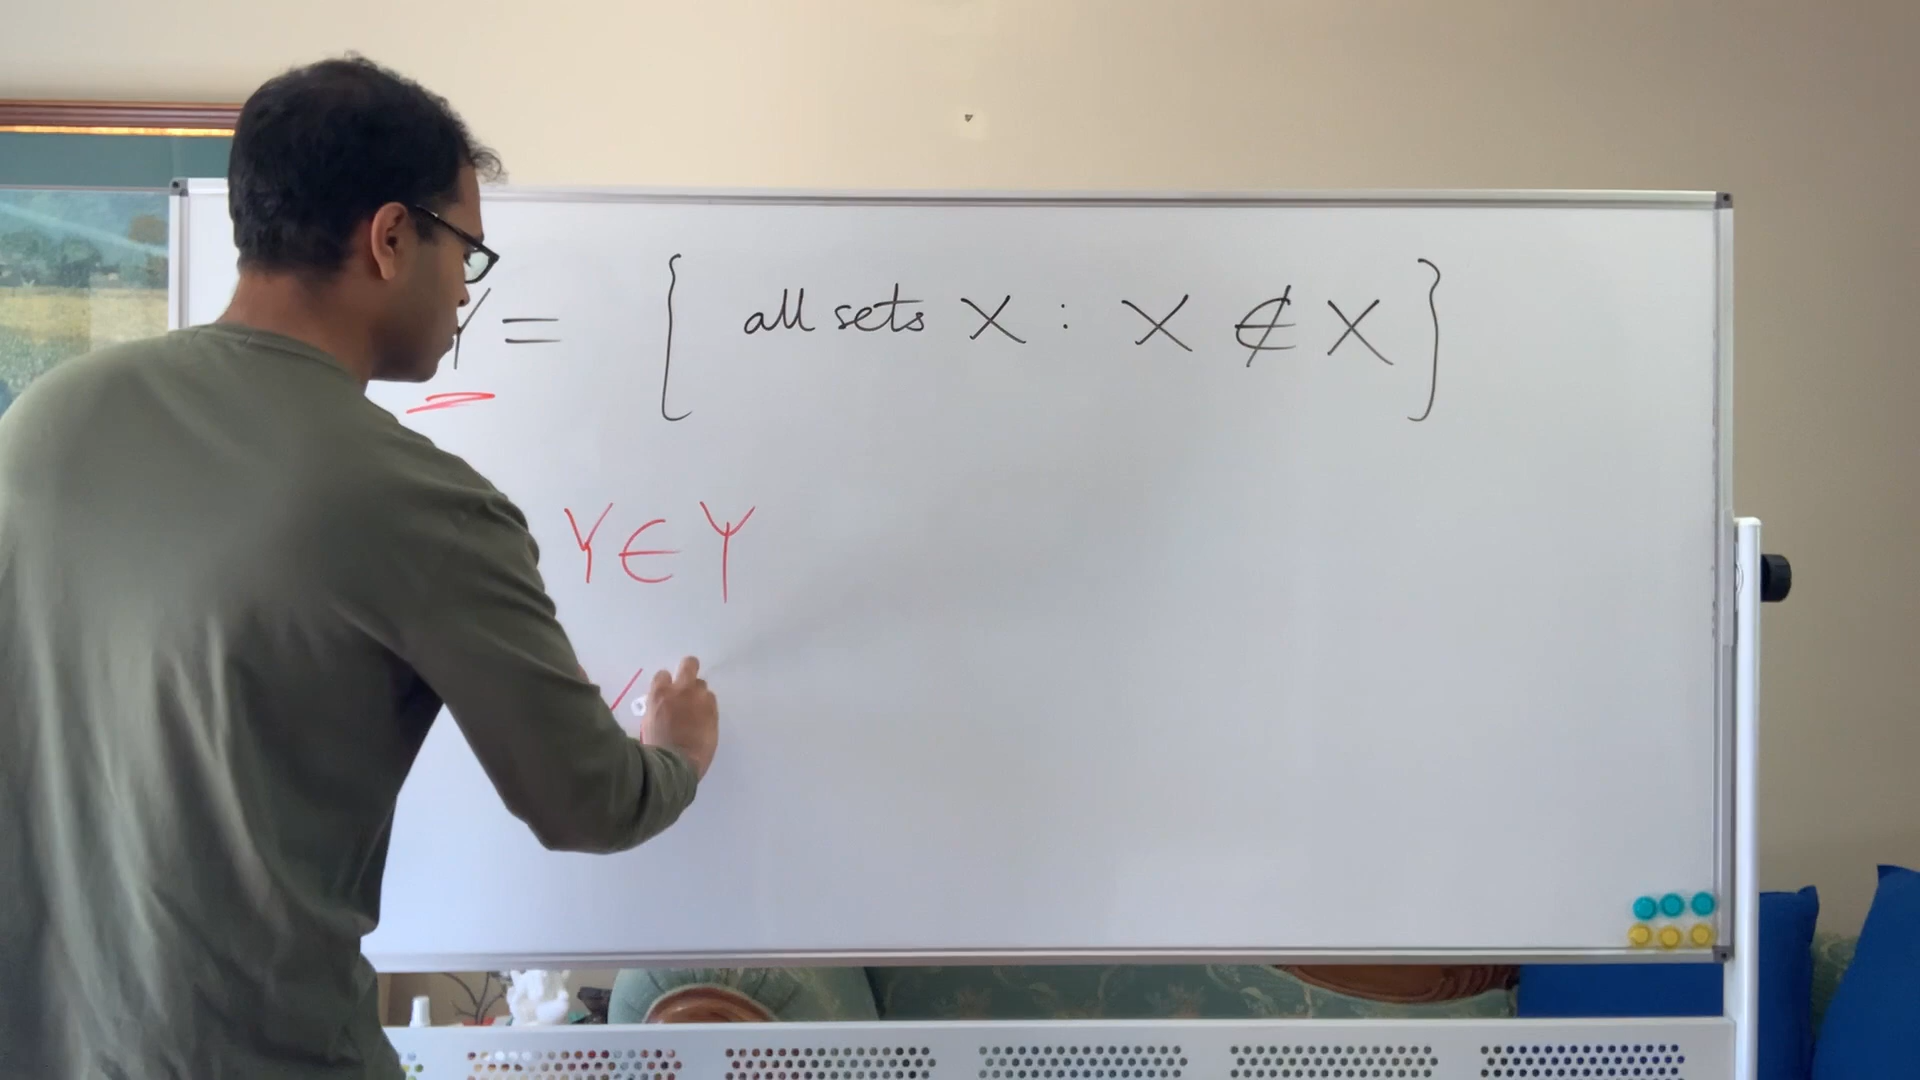 Y = { all sets X : X ∉ X }
Y ∈ Y